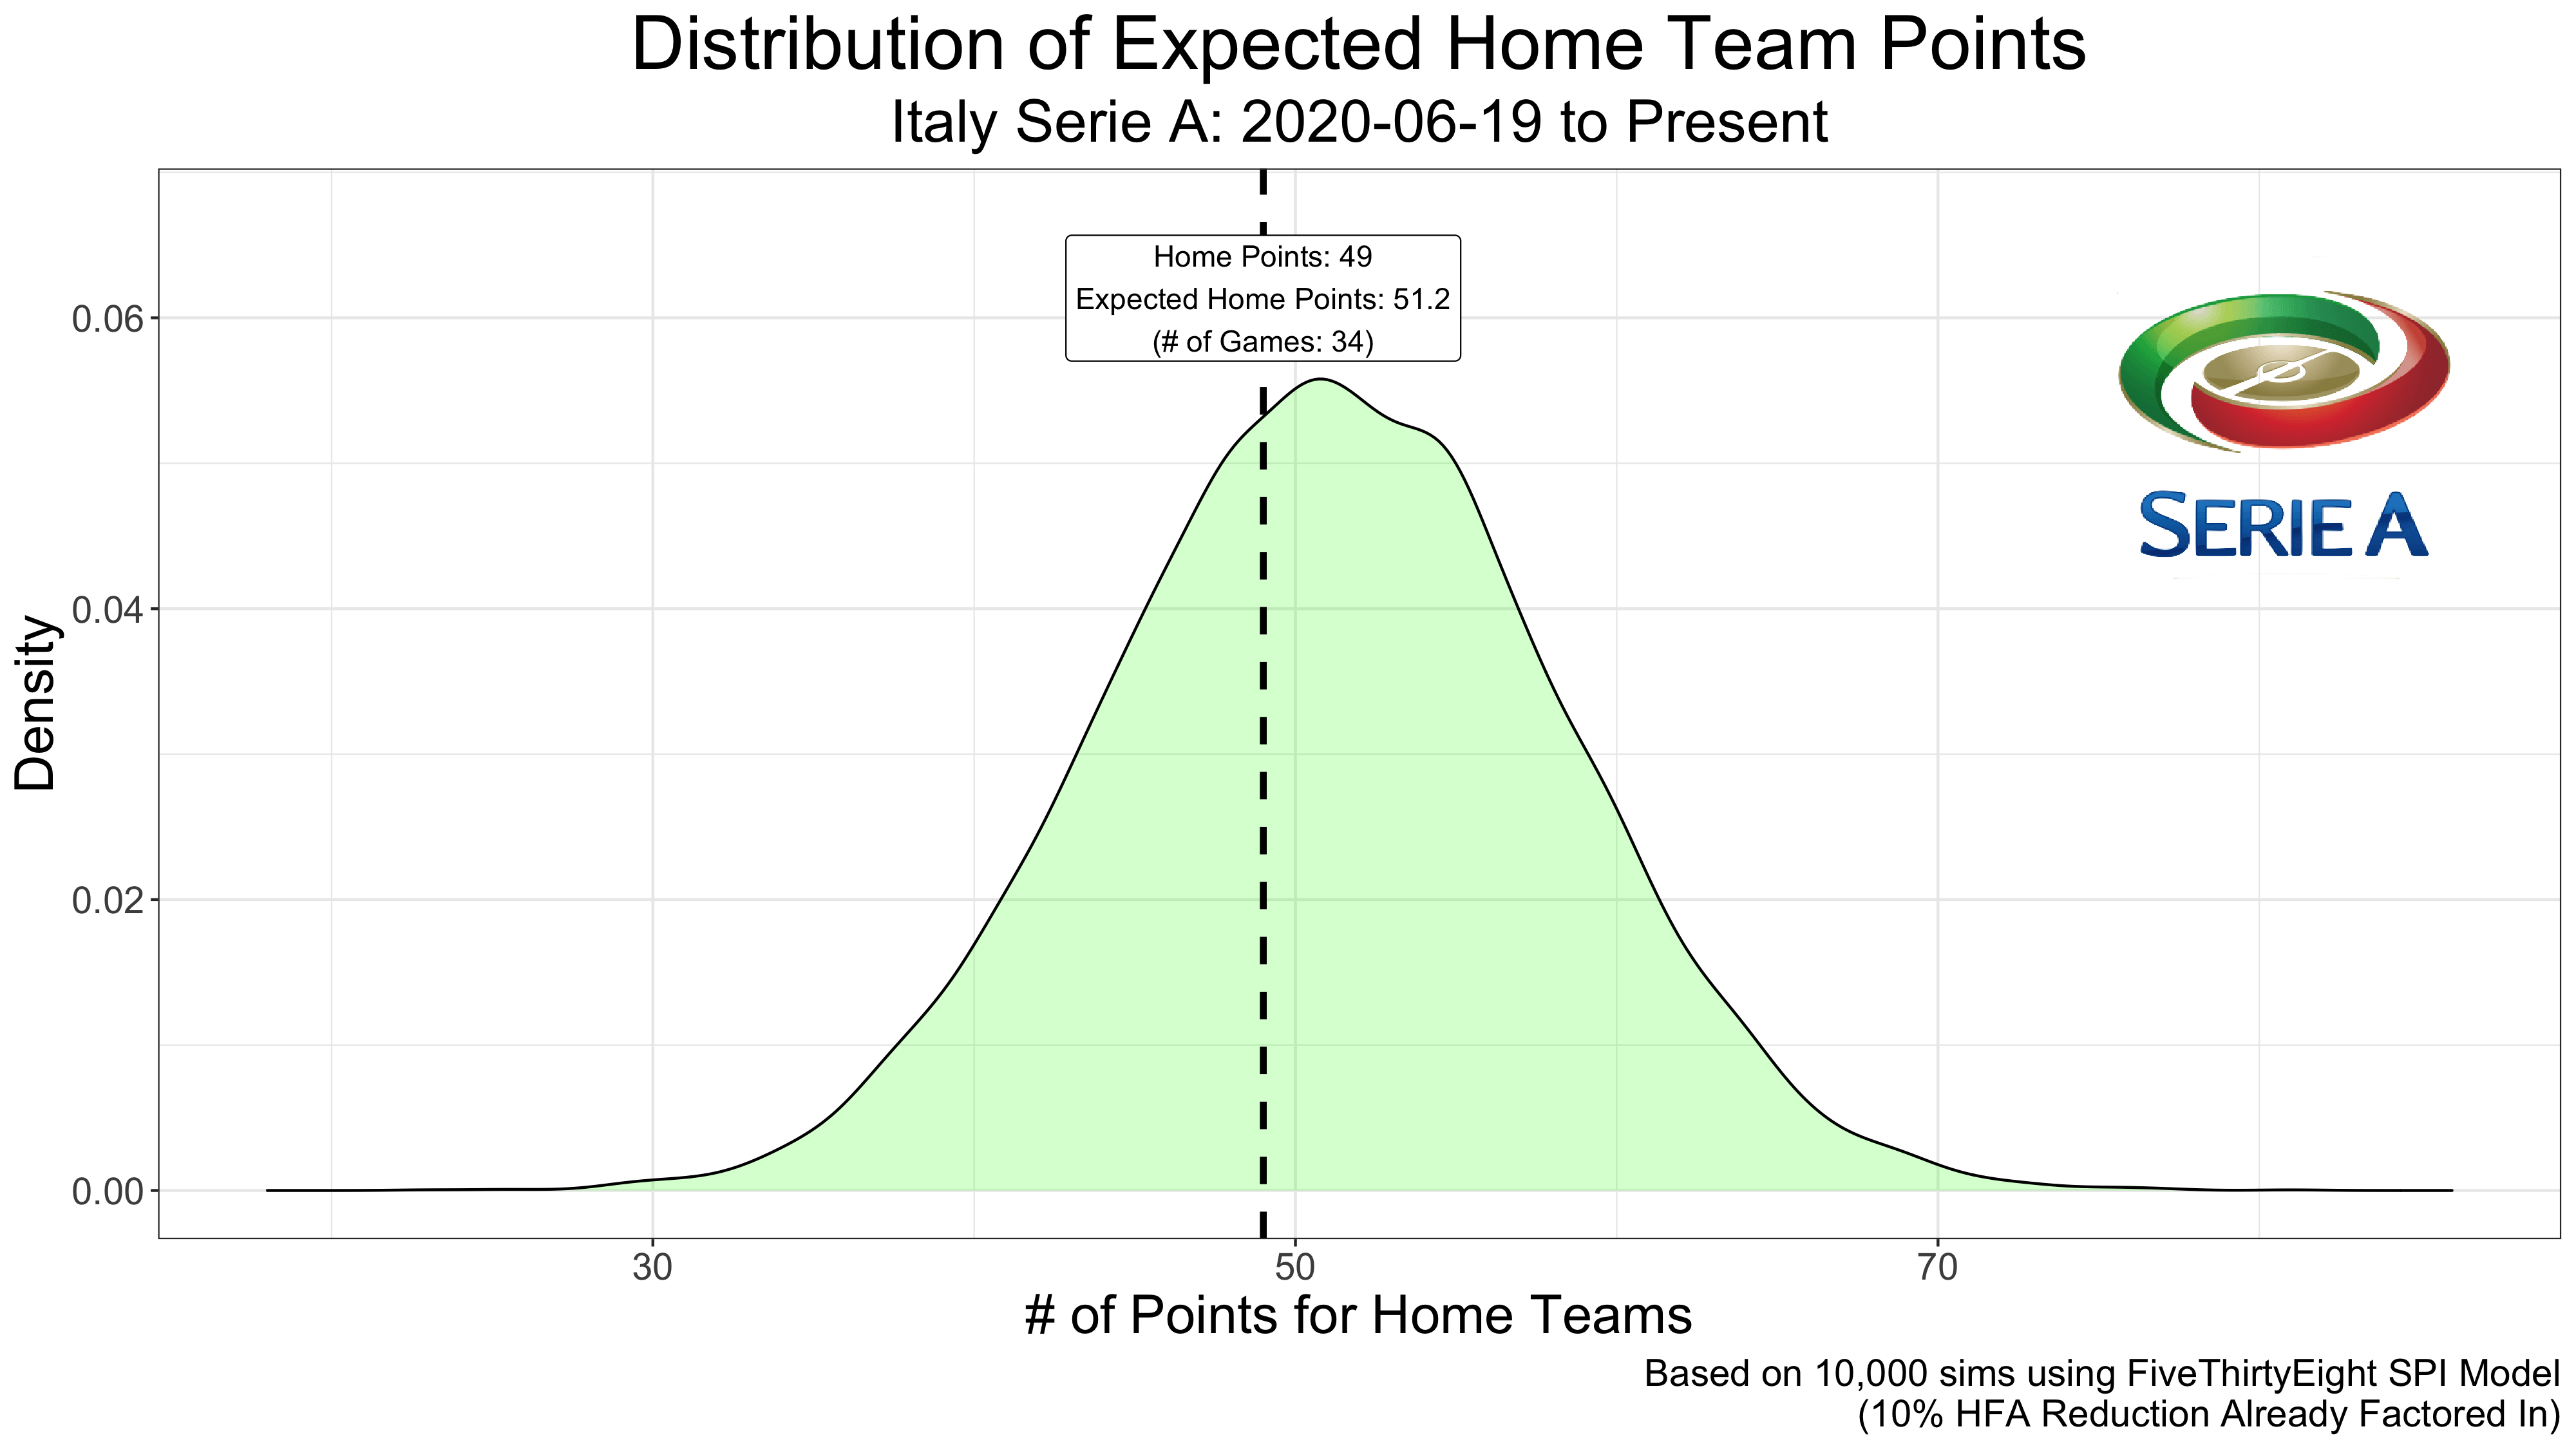 Distribution of Expected Home Team Points
Italy Serie A: 2020-06-19 to Present
Home Points: 49
Expected Home Points: 51.2
(# of Games: 34)
SERIE A
0.06
0.04
0.02
0.00
Density
30 50 70
# of Points for Home Teams
Based on 10,000 sims using FiveThirtyEight SPI Model
(10% HFA Reduction Already Factored In)